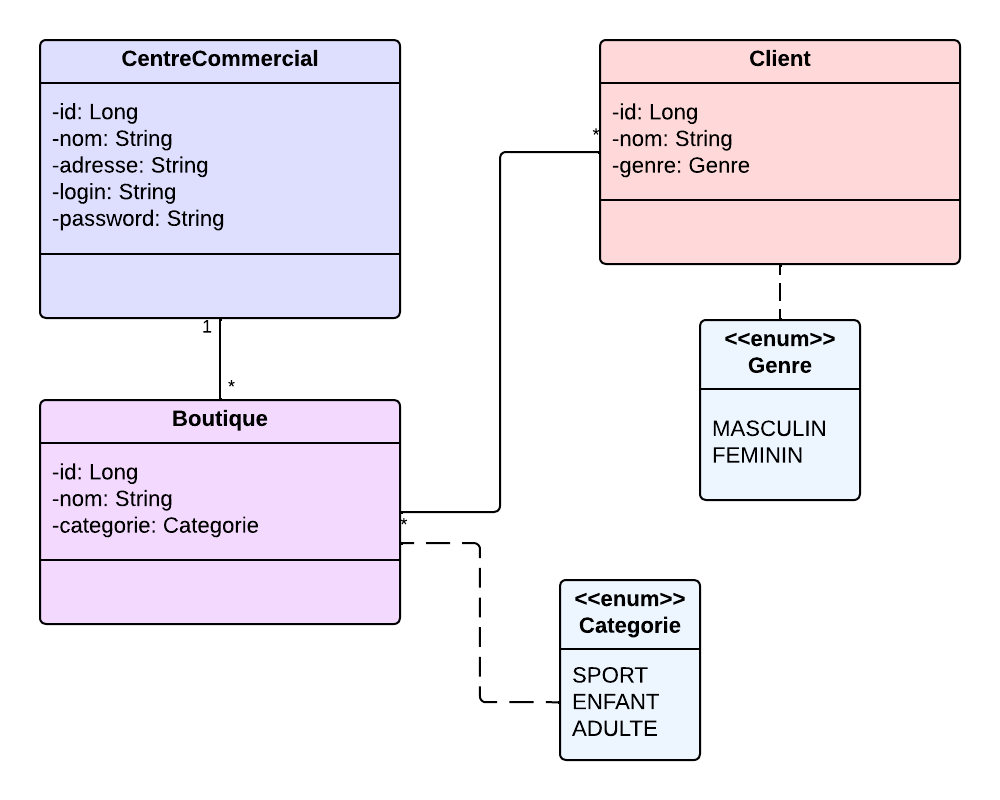 CentreCommercial
-id: Long
-nom: String
-adresse: String
-login: String
-password: String
1
*
Boutique
-id: Long
-nom: String
-categorie: Categorie
*
Client
-id: Long
-nom: String
-genre: Genre
*
<<enum>>
Genre
MASCULIN
FEMININ
<<enum>>
Categorie
SPORT
ENFANT
ADULTE